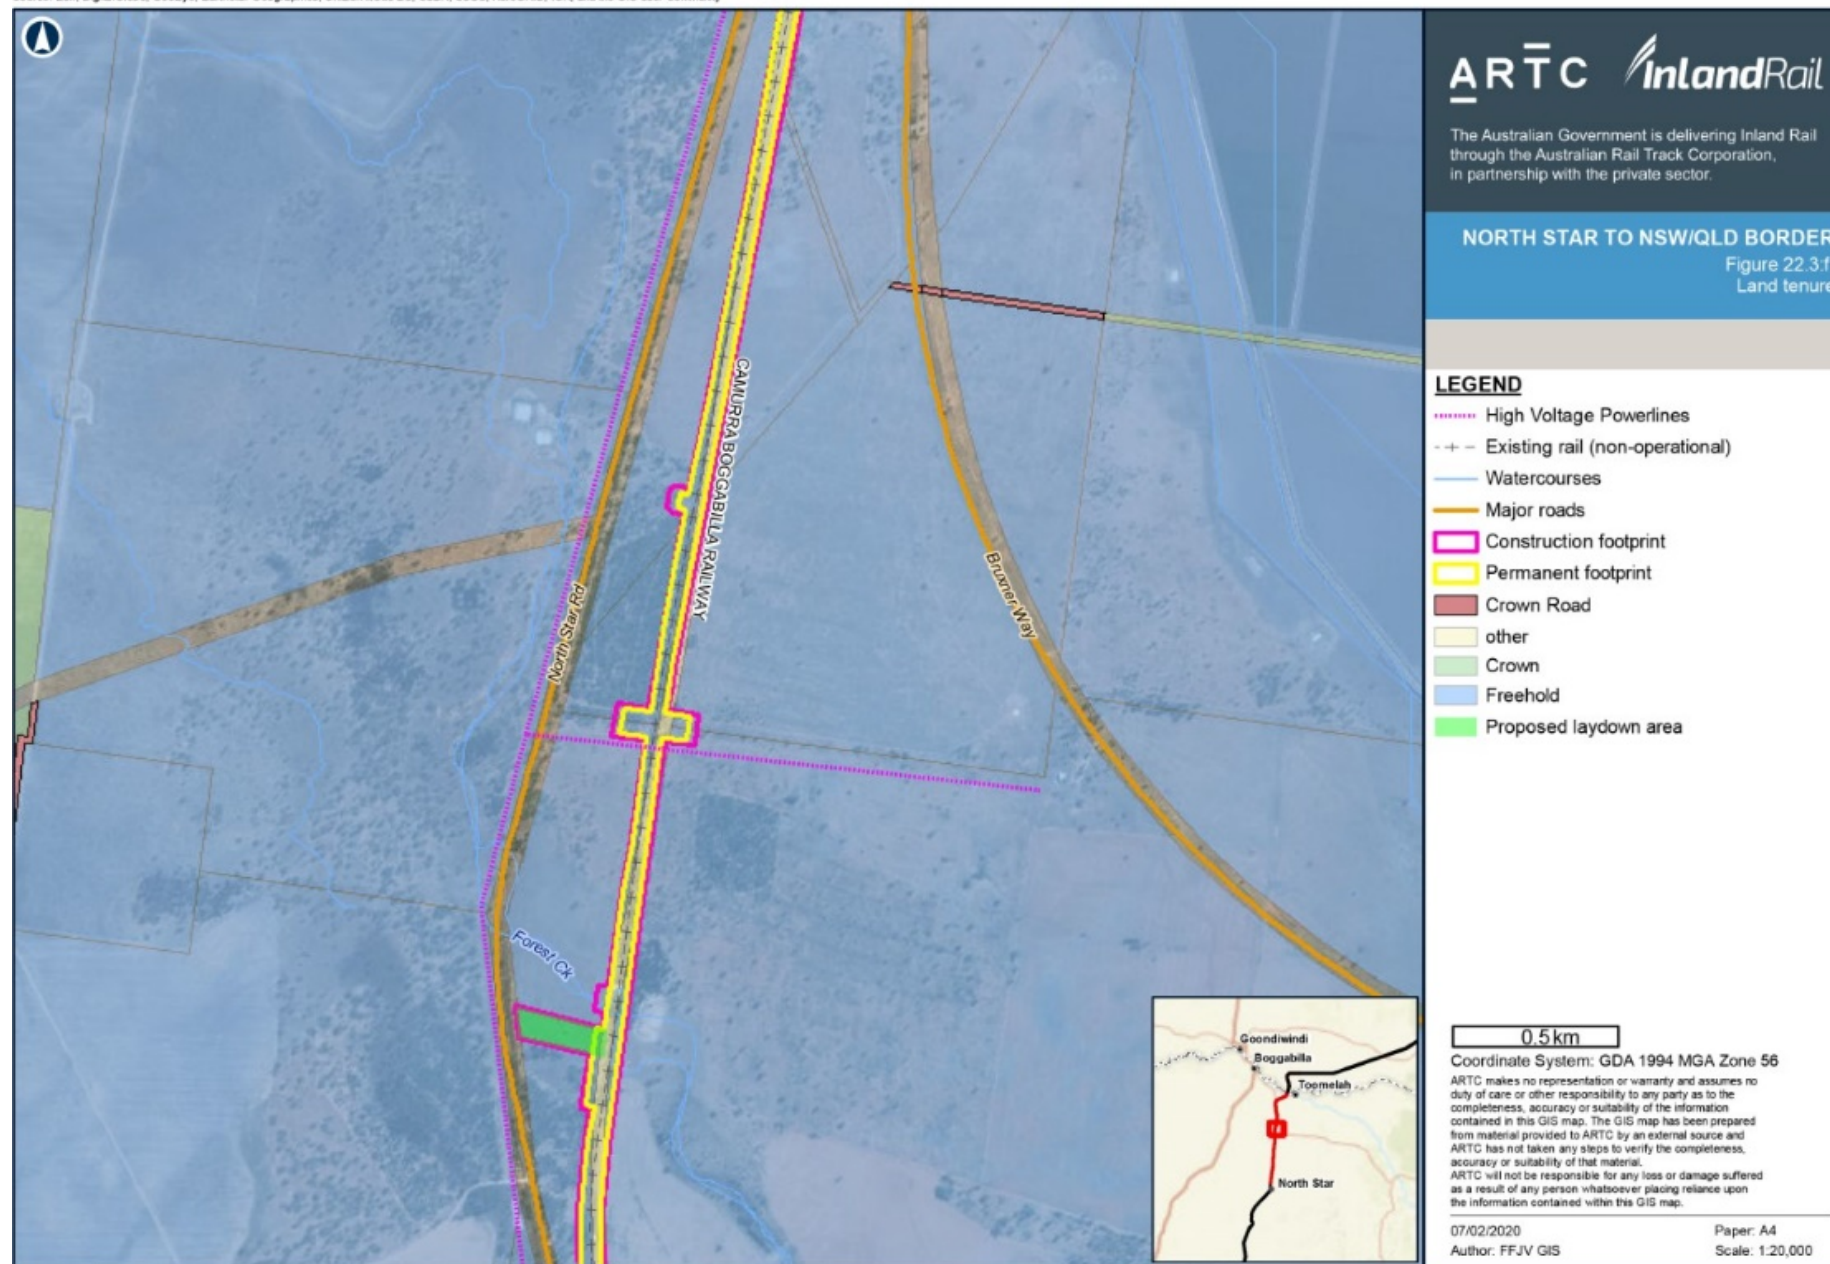 ARTC InlandRail
The Australian Government is delivering Inland Rail
through the Australian Rail Track Corporation,
in partnership with the private sector.
NORTH STAR TO NSW/QLD BORDER
Figure 22.3:f
Land tenure
LEGEND
High Voltage Powerlines
Existing rail (non-operational)
Watercourses
Major roads
Construction footprint
Permanent footprint
Crown Road
other
Crown
Freehold
Proposed laydown area
CAMURRA BOGGABILLA RAILWAY
North Star Rd
Bruxner Way
Forest Ck
Goondiwindi
Boggabilla
Toomelah
North Star
0.5 km
Coordinate System: GDA 1994 MGA Zone 56
ARTC makes no representation or warranty and assumes no
duty of care or other responsibility to any party as to the
completeness, accuracy or suitability of the information
contained in this GIS map. The GIS map has been prepared
from material provided to ARTC by an external source and
ARTC has not taken any steps to verify the completeness,
accuracy or suitability of that material.
ARTC will not be responsible for any loss or damage suffered
as a result of any person whatsoever placing reliance upon
the information contained within this GIS map.
07/02/2020 Paper: A4
Author: FFJV GIS Scale: 1:20,000